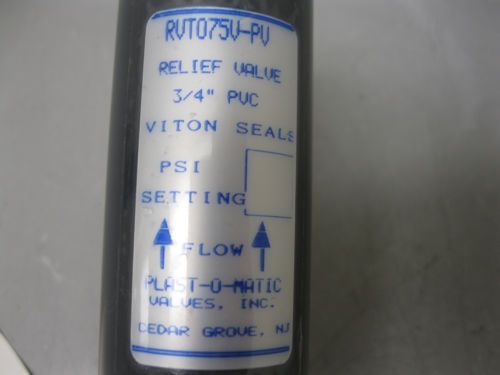 RVT075V-PV
RELIEF VALVE
3/4" PVC
VITON SEALS
PSI
SETTING
FLOW
PLAST-O-MATIC
VALVES, INC.
CEDAR GROVE, NJ